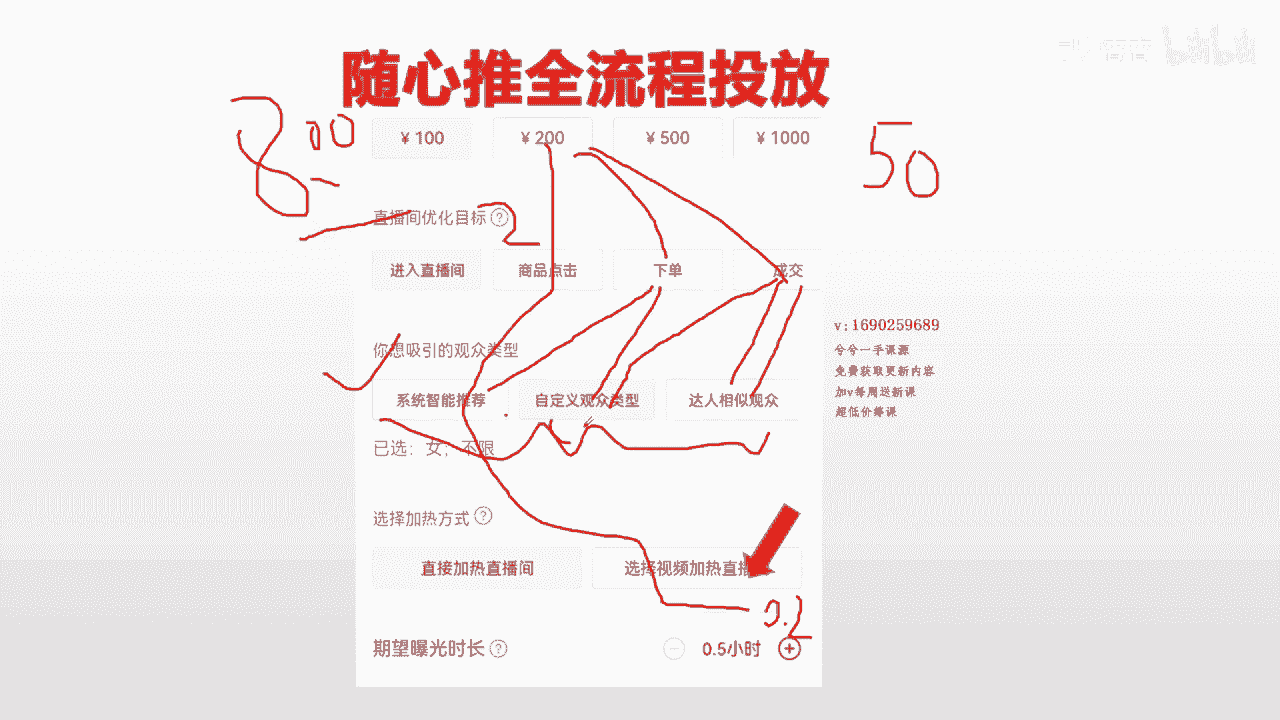 随心推全流程投放
800
¥ 100 ¥ 200 ¥ 500 ¥ 1000
50
直播间优化目标 ?
2
进入直播间 商品点击 下单 成交
v:1690259689
兮兮一手课源
免费获取更新内容
加v每周送新课
超低价售课
你想吸引的观众类型
系统智能推荐 自定义观众类型 达人相似观众
已选：女；不限
选择加热方式 ?
直接加热直播间 选择视频加热直播
0.2
期望曝光时长 ? 0.5小时